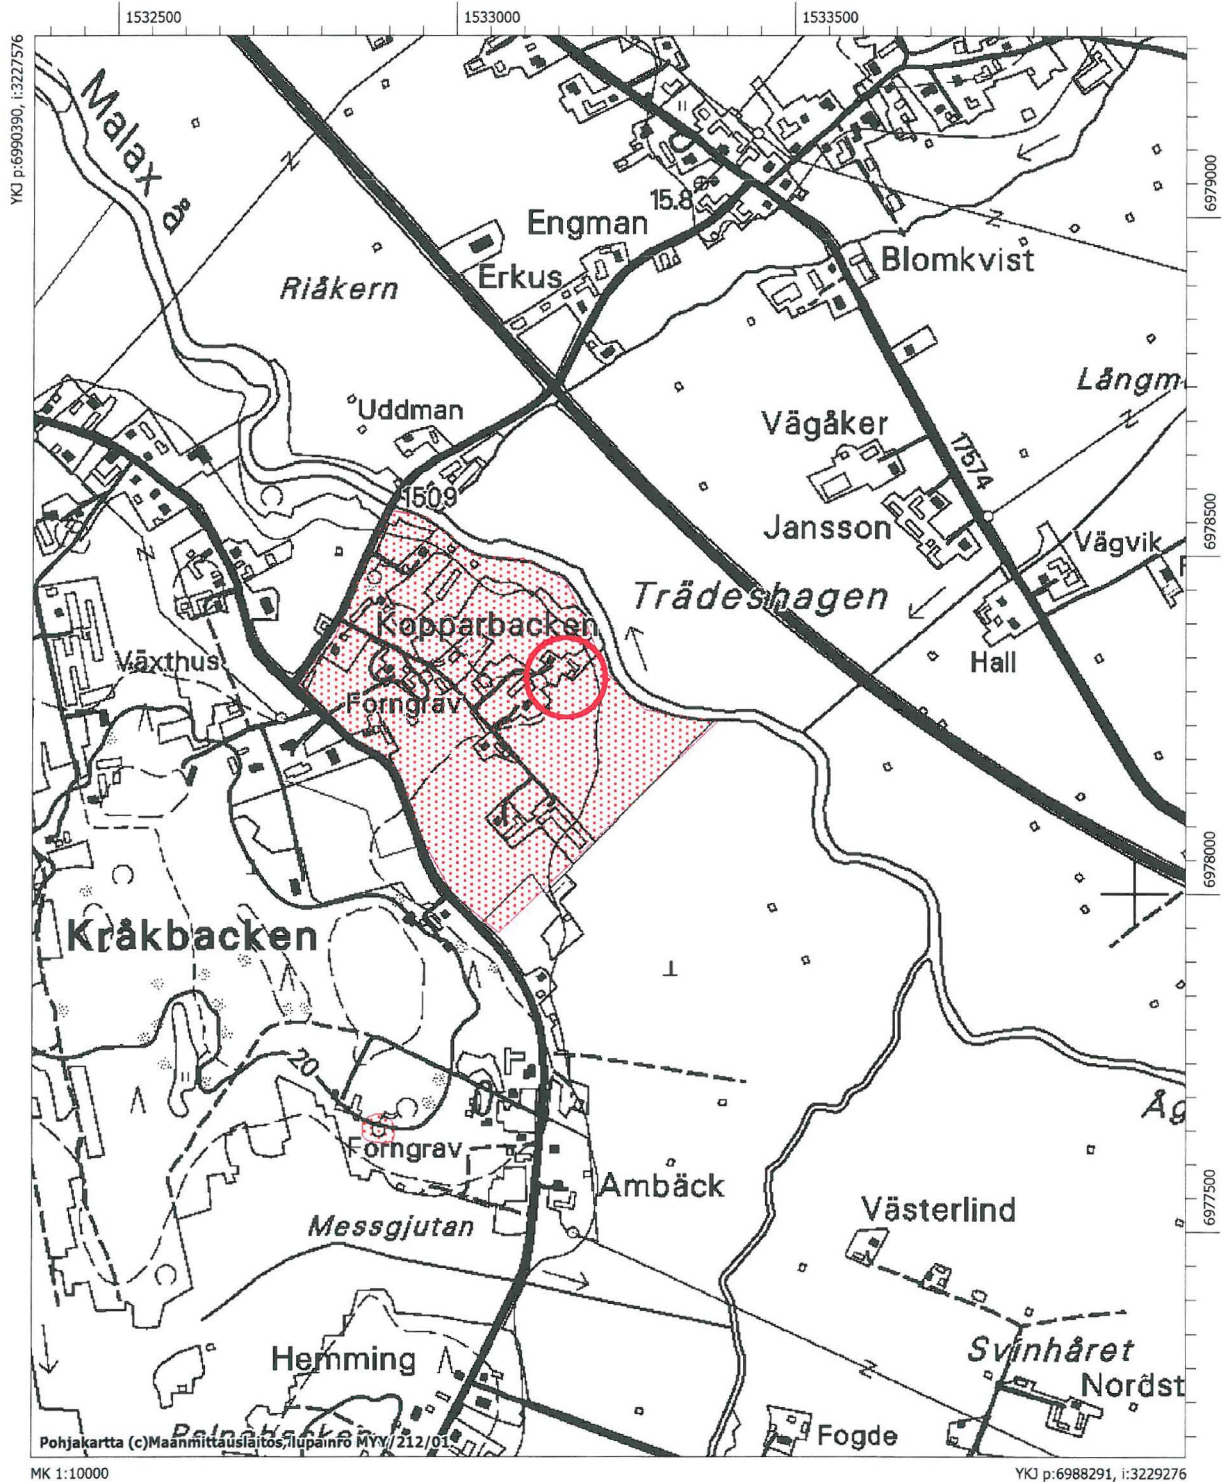 1532500
1533000
1533500
YKJ p:6990390, i:3227576
Malax å
15.8
6979000
Engman
Blomkvist
Erkus
Riåkern
Långm
Uddman
Vägåker
17574
1509
6978500
Jansson
Vägvik
Trädeshagen
Kopparbacken
Växthus
Hall
Forngrav
6978000
Kråkbacken
20
Åg
Forngrav
Ambäck
6977500
Västerlind
Messgjutan
Svinhåret
Hemming
Nordst
Fogde
Pohjakartta (c)Maanmittauslaitos,lupainro MYY/212/01
MK 1:10000
YKJ p:6988291, i:3229276